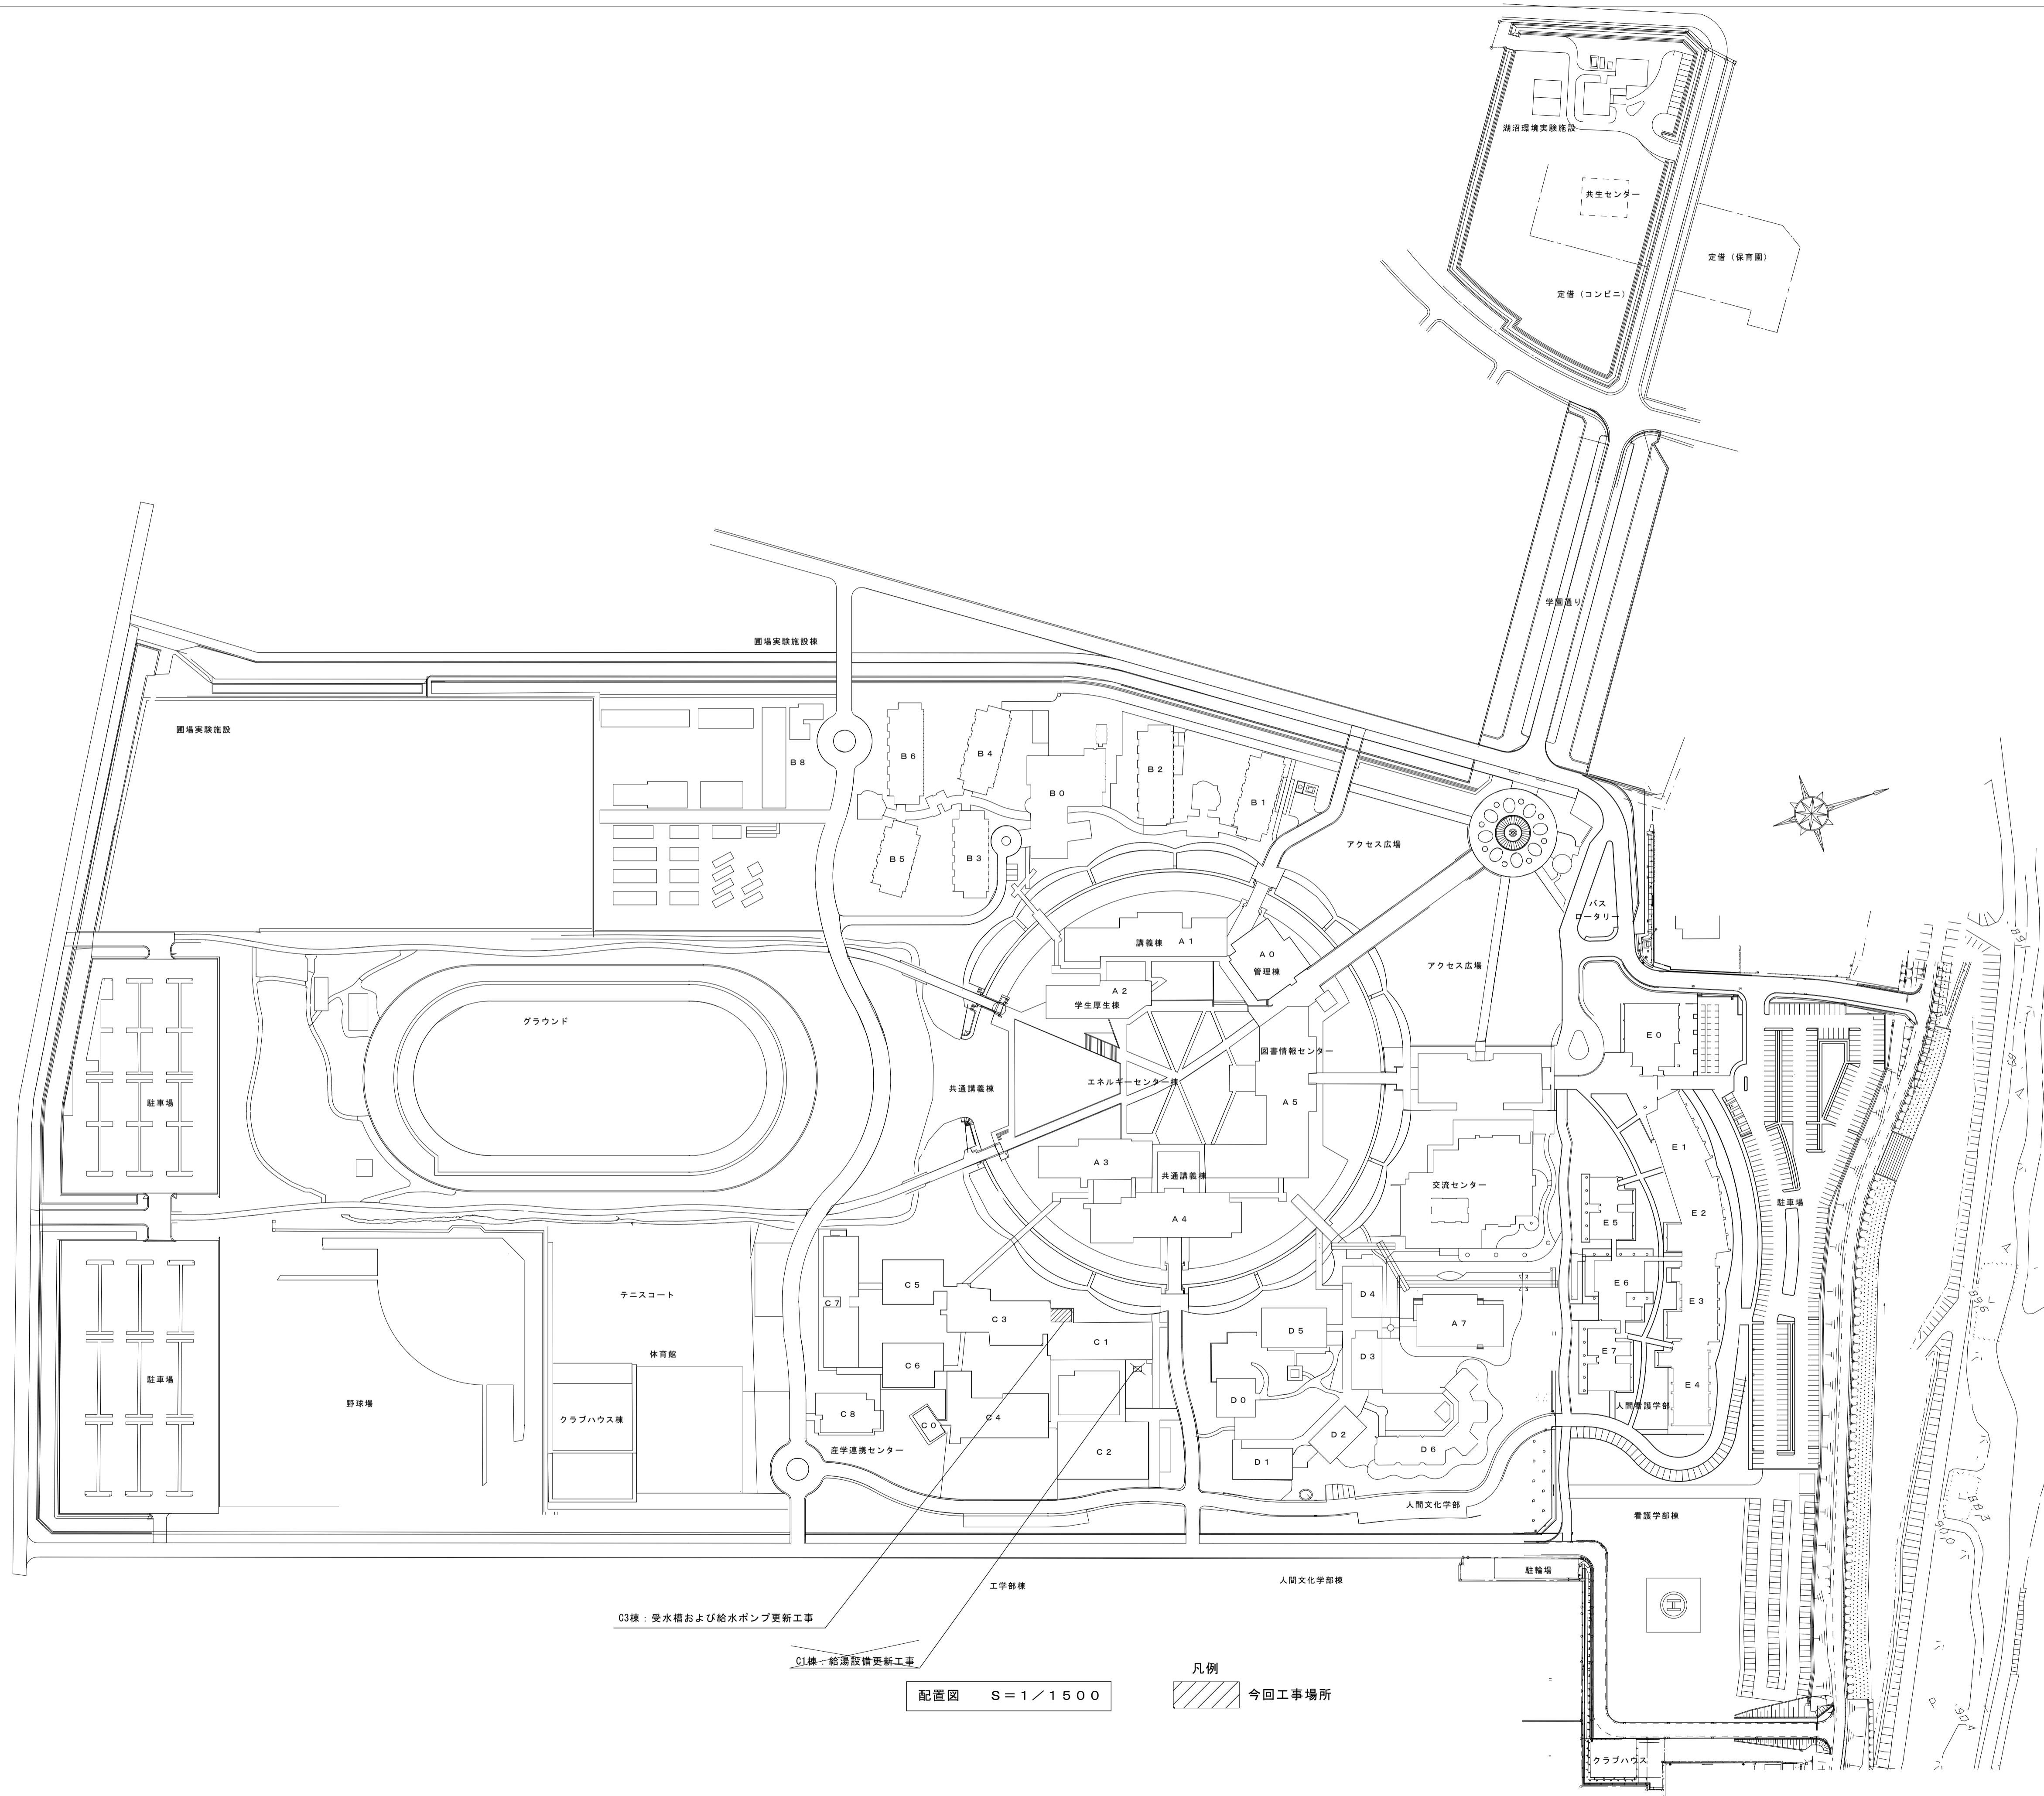 湖沼環境実験施設
共生センター
定借（保育園）
定借（コンビニ）
学園通り
圃場実験施設棟
圃場実験施設
B8
B6
B4
B0
B2
B1
B5
B3
アクセス広場
バス
ロータリー
講義棟 A1
A0
管理棟
アクセス広場
A2
学生厚生棟
グラウンド
図書情報センター
E0
共通講義棟
エネルギーセンター棟
A5
駐車場
E1
A3
共通講義棟
交流センター
駐車場
A4
E5
E2
C5
E6
テニスコート
C7
C3
D4
E3
A7
C1
D5
体育館
C6
D3
E7
駐車場
E4
野球場
クラブハウス棟
C8
C0
C4
D0
人間看護学部
D2
産学連携センター
C2
D1
D6
人間文化学部
看護学部棟
駐輪場
工学部棟
人間文化学部棟
C3棟：受水槽および給水ポンプ更新工事
C1棟：給湯設備更新工事
凡例
配置図 S＝1／1500
今回工事場所
クラブハウス